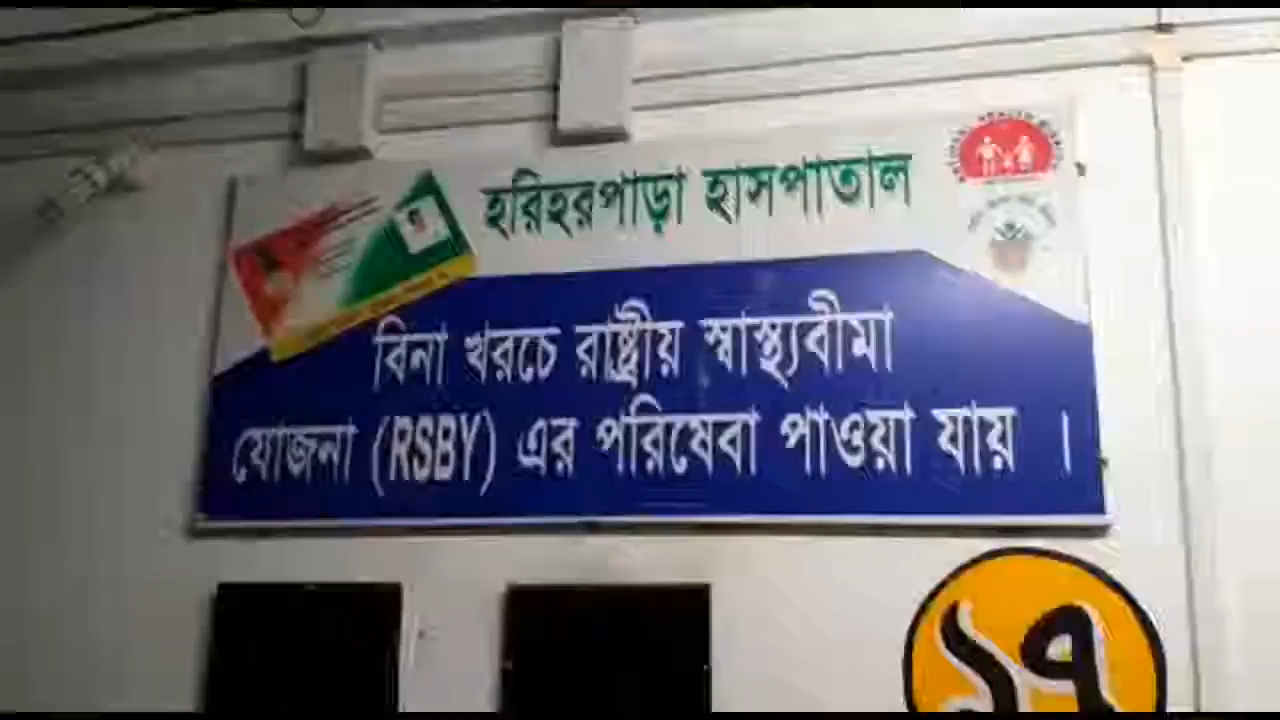 হরিহরপাড়া হাসপাতাল
বিনা খরচে রাষ্ট্রীয় স্বাস্থ্যবীমা
যোজনা (RSBY) এর পরিষেবা পাওয়া যায় ।
১৭